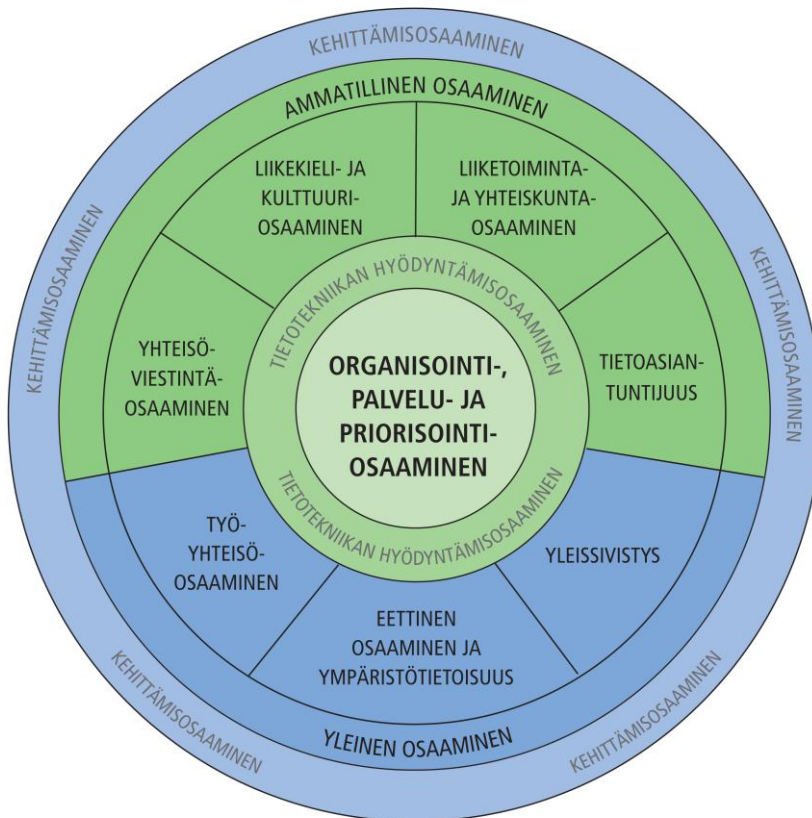 KEHITTÄMISOSAAMINEN
AMMATILLINEN OSAAMINEN
LIIKEKIELI- JA
KULTTUURI-
OSAAMINEN
LIIKETOIMINTA-
JA YHTEISKUNTA-
OSAAMINEN
KEHITTÄMISOSAAMINEN
KEHITTÄMISOSAAMINEN
YHTEISÖ-
VIESTINTÄ-
OSAAMINEN
TIETOTEKNIIKAN HYÖDYNTÄMISOSAAMINEN
ORGANISOINTI-,
PALVELU- JA
PRIORISOINTI-
OSAAMINEN
TIETOTEKNIIKAN HYÖDYNTÄMISOSAAMINEN
TIETOASIAN-
TUNTIJUUS
TYÖ-
YHTEISÖ-
OSAAMINEN
EETTINEN
OSAAMINEN JA
YMPÄRISTÖTIETOISUUS
YLEISSIVISTYS
KEHITTÄMISOSAAMINEN
YLEINEN OSAAMINEN
KEHITTÄMISOSAAMINEN